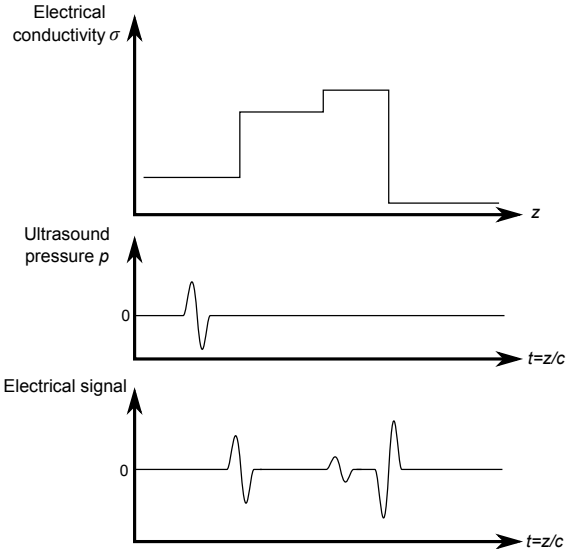 Electrical
conductivity σ
z
Ultrasound
pressure p
0
t=z/c
Electrical signal
0
t=z/c